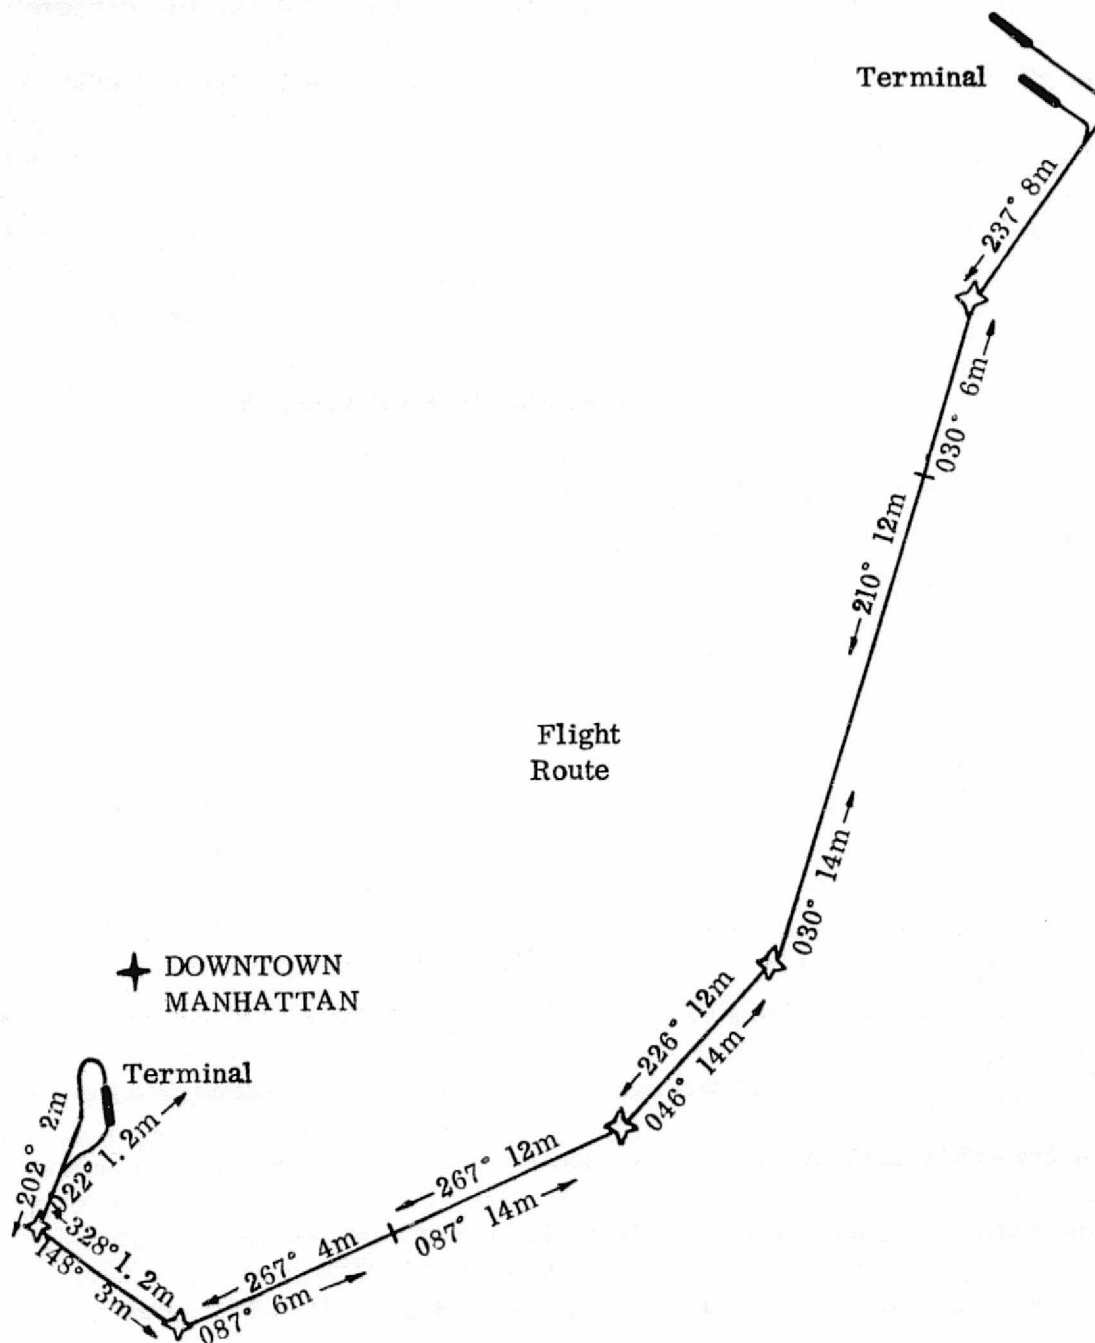 Terminal
237° 8m
030° 6m
210° 12m
Flight
Route
030° 14m
DOWNTOWN
MANHATTAN
226° 12m
046° 14m
Terminal
202° 2m
022° 1.2m
267° 12m
087° 14m
328° 1.2m
148° 3m
267° 4m
087° 6m